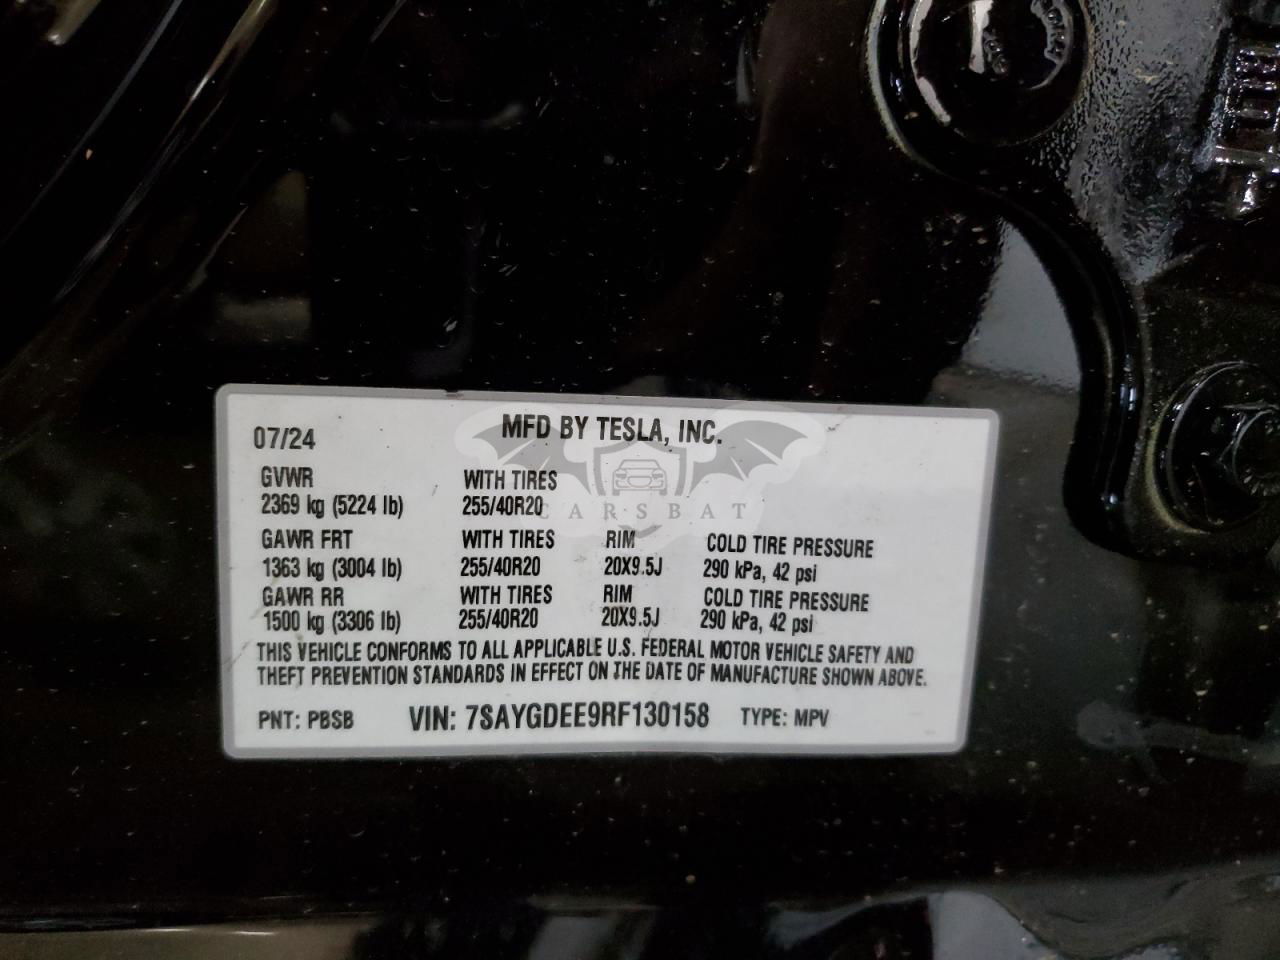 07/24
MFD BY TESLA, INC.
GVWR WITH TIRES
2369 kg (5224 lb) 255/40R20
CARSBAT
GAWR FRT WITH TIRES RIM COLD TIRE PRESSURE
1363 kg (3004 lb) 255/40R20 20X9.5J 290 kPa, 42 psi
GAWR RR WITH TIRES RIM COLD TIRE PRESSURE
1500 kg (3306 lb) 255/40R20 20X9.5J 290 kPa, 42 psi
THIS VEHICLE CONFORMS TO ALL APPLICABLE U.S. FEDERAL MOTOR VEHICLE SAFETY AND
THEFT PREVENTION STANDARDS IN EFFECT ON THE DATE OF MANUFACTURE SHOWN ABOVE.
PNT: PBSB VIN: 7SAYGDEE9RF130158 TYPE: MPV